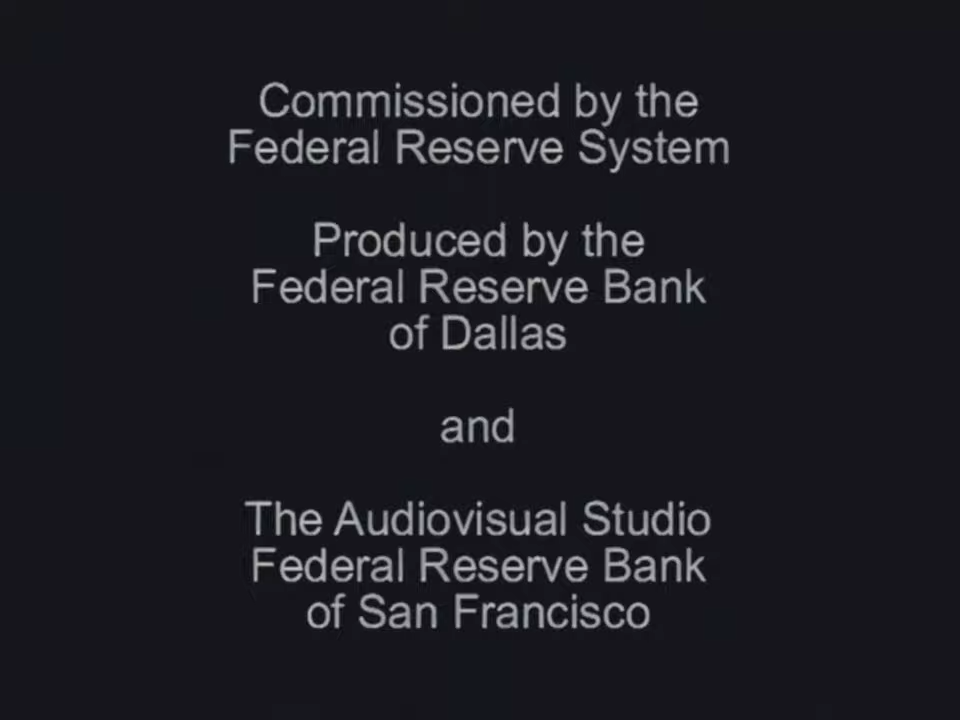 Commissioned by the
Federal Reserve System
Produced by the
Federal Reserve Bank
of Dallas
and
The Audiovisual Studio
Federal Reserve Bank
of San Francisco